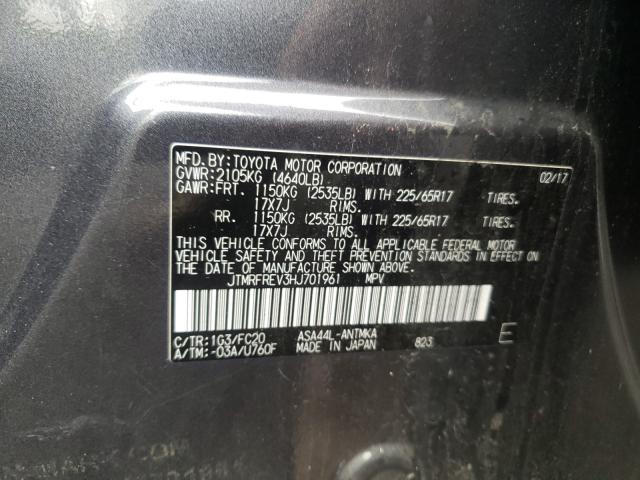 MFD. BY: TOYOTA MOTOR CORPORATION 02/17
GVWR: 2105KG (4640LB)
GAWR: FRT. 1150KG (2535LB) WITH 225/65R17 TIRES.
17X7J RIMS.
RR. 1150KG (2535LB) WITH 225/65R17 TIRES.
17X7J RIMS.
THIS VEHICLE CONFORMS TO ALL APPLICABLE FEDERAL MOTOR
VEHICLE SAFETY AND THEFT PREVENTION STANDARDS IN EFFECT
ON THE DATE OF MANUFACTURE SHOWN ABOVE.
JTMRFREV3HJ701961 MPV
C/TR: 1G3/FC20 ASA44L-ANTMKA
A/TM: -03A/U760F MADE IN JAPAN 823 E